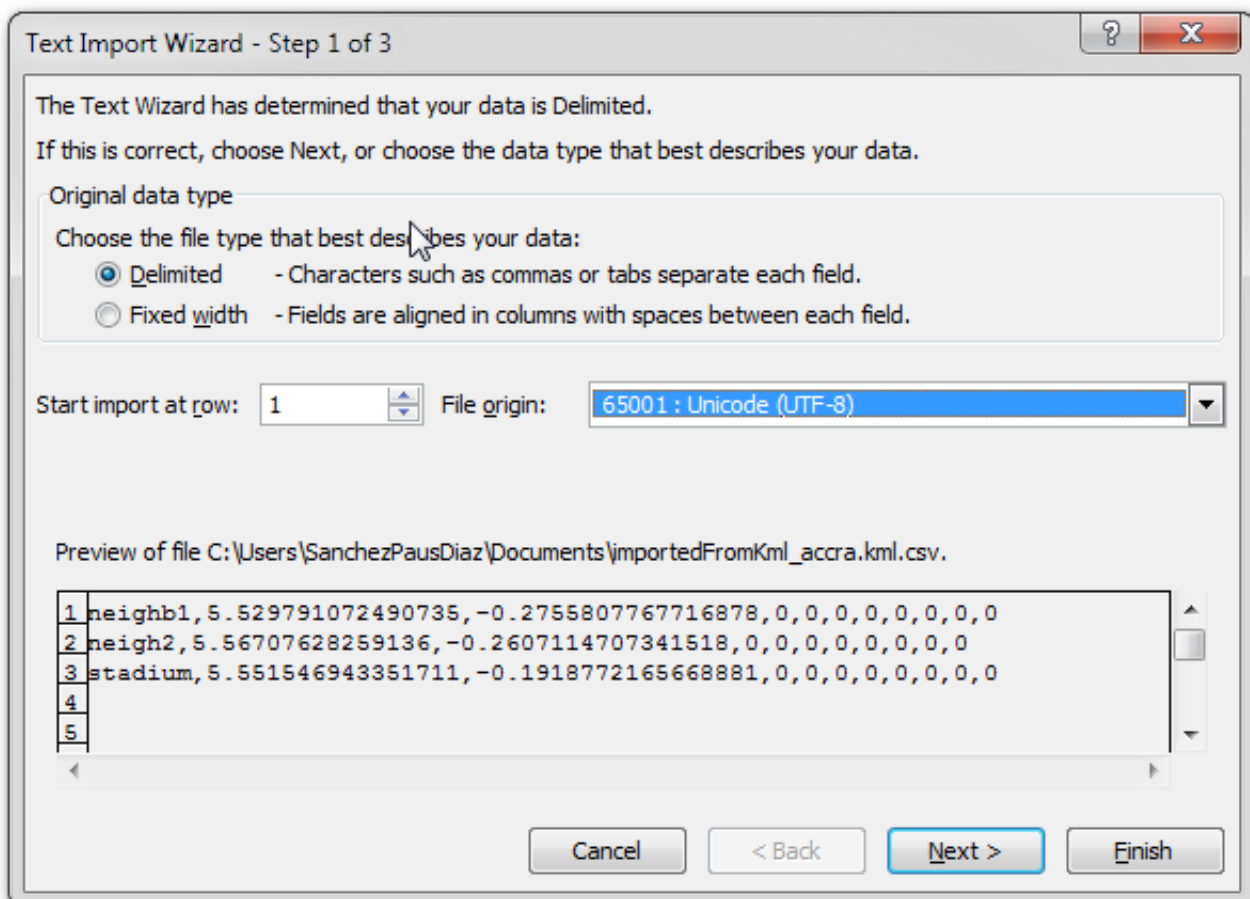 Text Import Wizard - Step 1 of 3
The Text Wizard has determined that your data is Delimited.
If this is correct, choose Next, or choose the data type that best describes your data.
Original data type
Choose the file type that best describes your data:
Delimited - Characters such as commas or tabs separate each field.
Fixed width - Fields are aligned in columns with spaces between each field.
Start import at row: 1 File origin: 65001 : Unicode (UTF-8)
Preview of file C:\Users\SanchezPausDiaz\Documents\importedFromKml_accra.kml.csv.
1 neighb1,5.529791072490735,-0.2755807767716878,0,0,0,0,0,0,0,0
2 neigh2,5.56707628259136,-0.2607114707341518,0,0,0,0,0,0,0,0
3 stadium,5.551546943351711,-0.1918772165668881,0,0,0,0,0,0,0,0
4
5
Cancel < Back Next > Finish